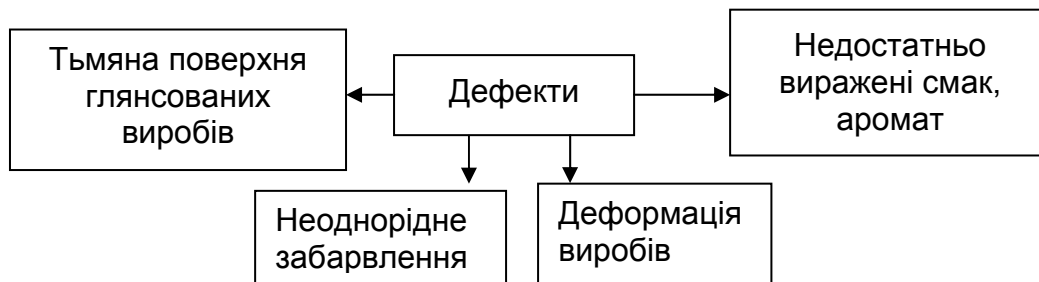 Тьмяна поверхня
глянсованих
виробів
Дефекти
Недостатньо
виражені смак,
аромат
Неоднорідне
забарвлення
Деформація
виробів